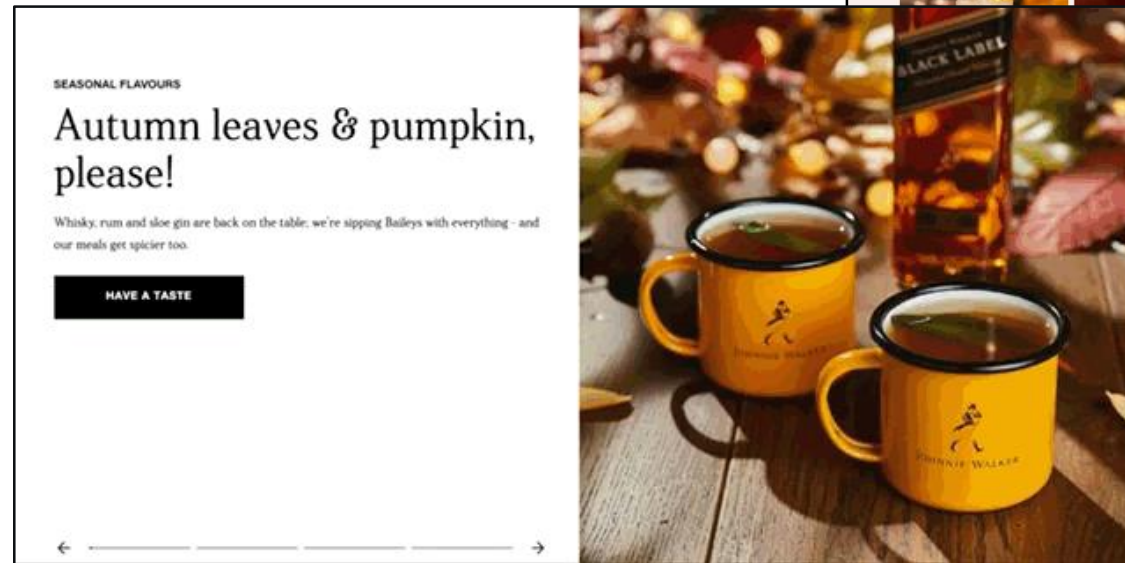 SEASONAL FLAVOURS
Autumn leaves & pumpkin,
please!
Whisky, rum and sloe gin are back on the table; we're sipping Baileys with everything - and
our meals get spicier too.
HAVE A TASTE
BLACK LABEL
JOHNNIE WALKER
JOHNNIE WALKER